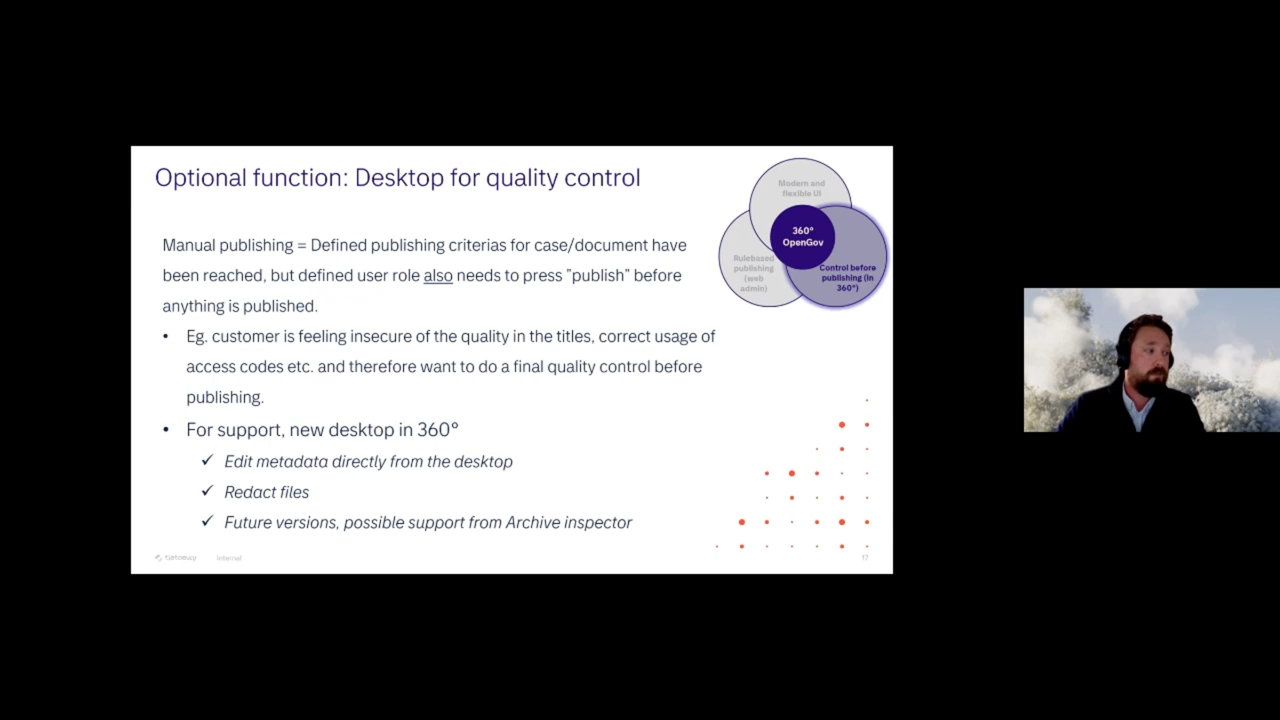 Optional function: Desktop for quality control
Modern and
flexible UI
360°
OpenGov
Rulebased
publishing
(web
admin)
Control before
publishing (in
360°)
Manual publishing = Defined publishing criterias for case/document have
been reached, but defined user role also needs to press "publish" before
anything is published.
• Eg. customer is feeling insecure of the quality in the titles, correct usage of
access codes etc. and therefore want to do a final quality control before
publishing.
• For support, new desktop in 360°
✓ Edit metadata directly from the desktop
✓ Redact files
✓ Future versions, possible support from Archive inspector
tietoevry
Internal
17